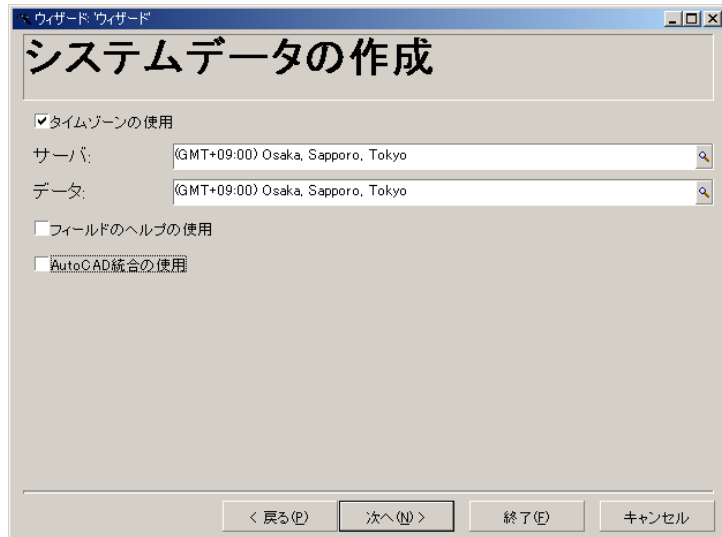 ウィザード: 'ウィザード'
システムデータの作成
タイムゾーンの使用
サーバ: (GMT+09:00) Osaka, Sapporo, Tokyo
データ: (GMT+09:00) Osaka, Sapporo, Tokyo
フィールドのヘルプの使用
AutoCAD統合の使用
< 戻る(P) 次へ(N) > 終了(F) キャンセル